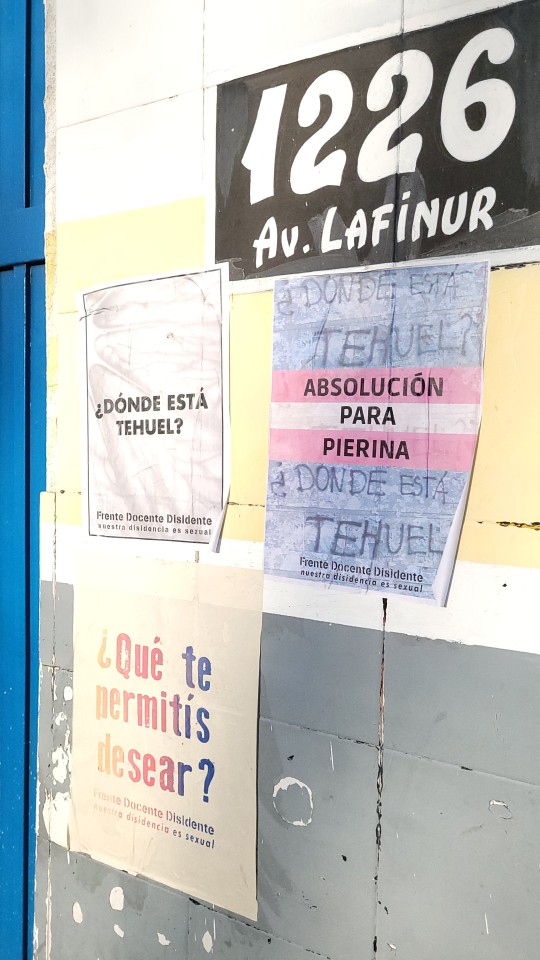 1226
Av. LAFINUR
¿DÓNDE ESTÁ
TEHUEL?
Frente Docente Disidente
nuestra disidencia es sexual
¿DONDE ESTÁ
TEHUEL?
ABSOLUCIÓN
PARA
PIERINA
¿DONDE ESTÁ
TEHUEL
Frente Docente Disidente
nuestra disidencia es sexual
¿Qué te
permitís
desear?
Frente Docente Disidente
nuestra disidencia es sexual